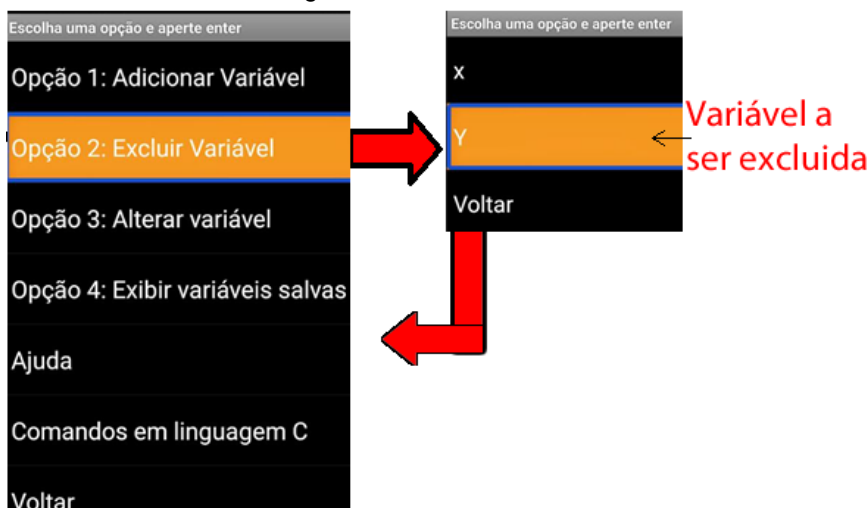 Escolha uma opção e aperte enter
Opção 1: Adicionar Variável
Opção 2: Excluir Variável
Opção 3: Alterar variável
Opção 4: Exibir variáveis salvas
Ajuda
Comandos em linguagem C
Voltar
Escolha uma opção e aperte enter
x
Y
Voltar
Variável a
ser excluida